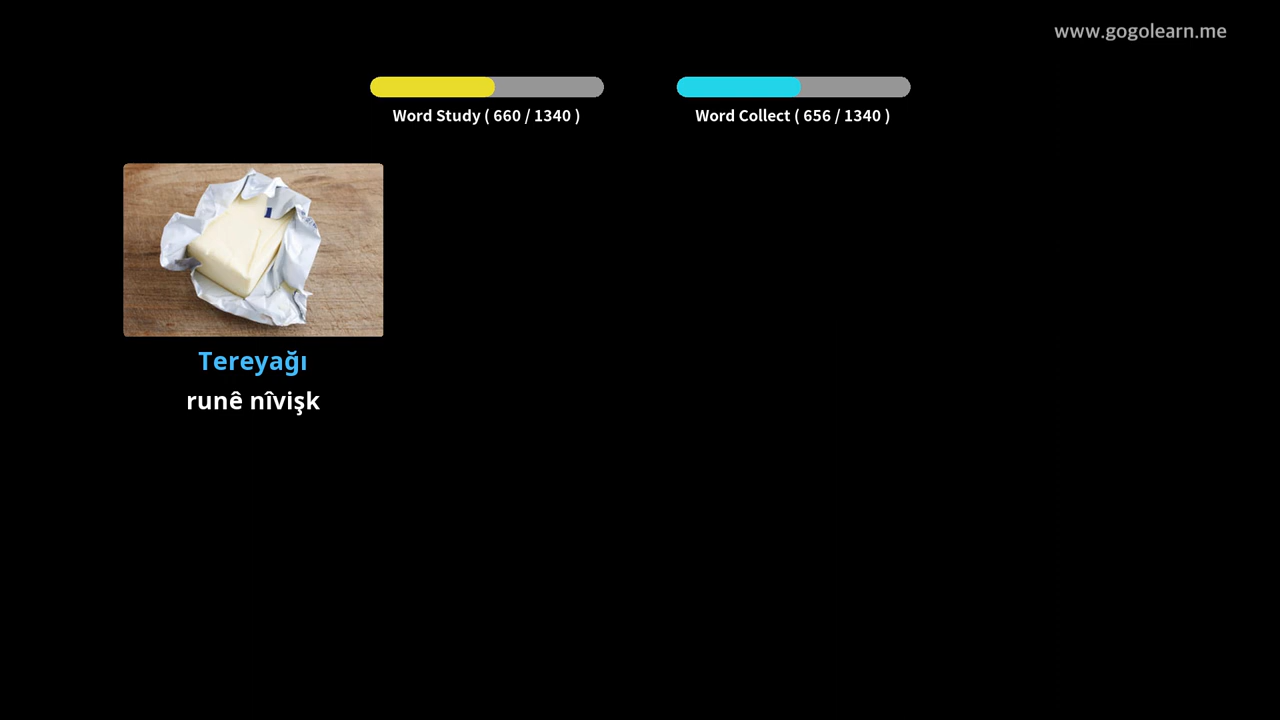 www.gogolearn.me
Word Study ( 660 / 1340 )
Word Collect ( 656 / 1340 )
Tereyağı
runê nîvişk